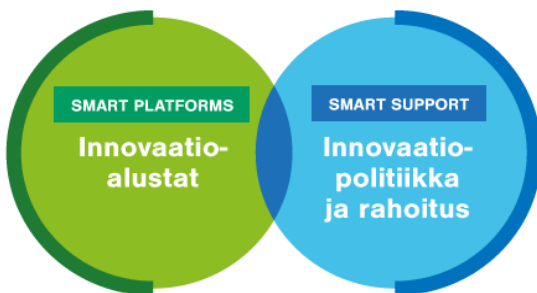 SMART PLATFORMS
Innovaatio-
alustat
SMART SUPPORT
Innovaatio-
politiikka
ja rahoitus